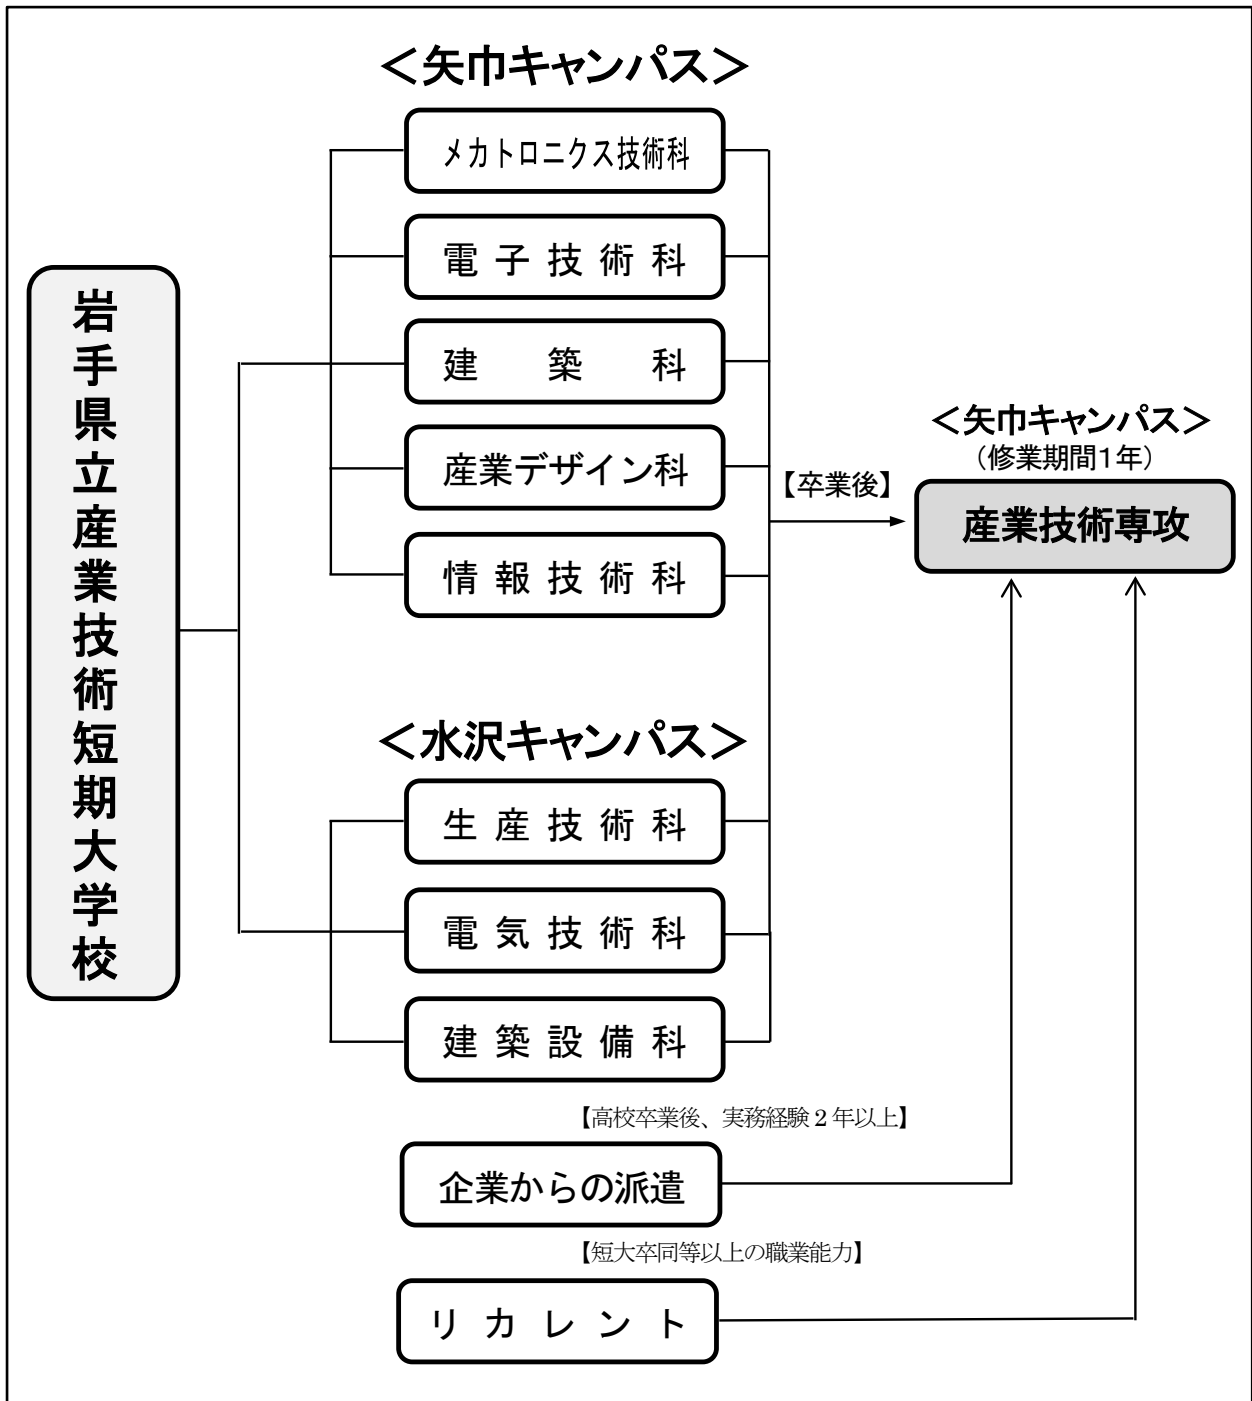 岩手県立産業技術短期大学校
＜矢巾キャンパス＞
メカトロニクス技術科
電子技術科
建築科
産業デザイン科
情報技術科
＜水沢キャンパス＞
生産技術科
電気技術科
建築設備科
【高校卒業後、実務経験２年以上】
企業からの派遣
【短大卒同等以上の職業能力】
リカレント
【卒業後】
＜矢巾キャンパス＞
（修業期間１年）
産業技術専攻